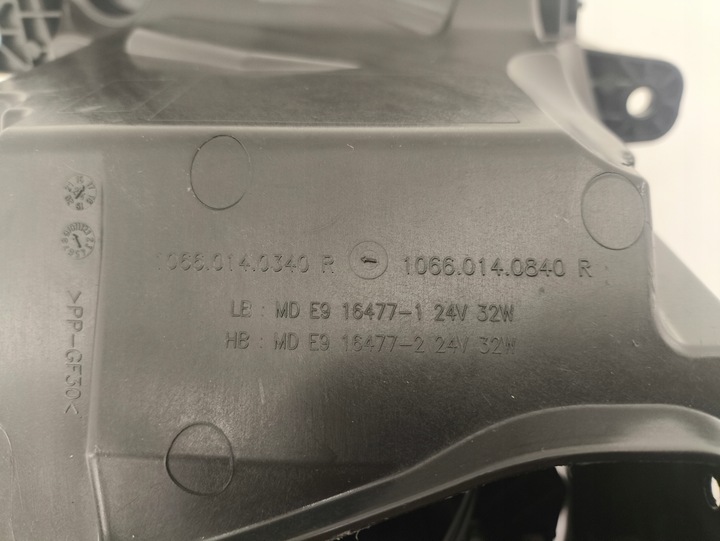 1066.014.0340 R 1066.014.0840 R
LB : MD E9 16477-1 24V 32W
HB : MD E9 16477-2 24V 32W
>PP-GF30<